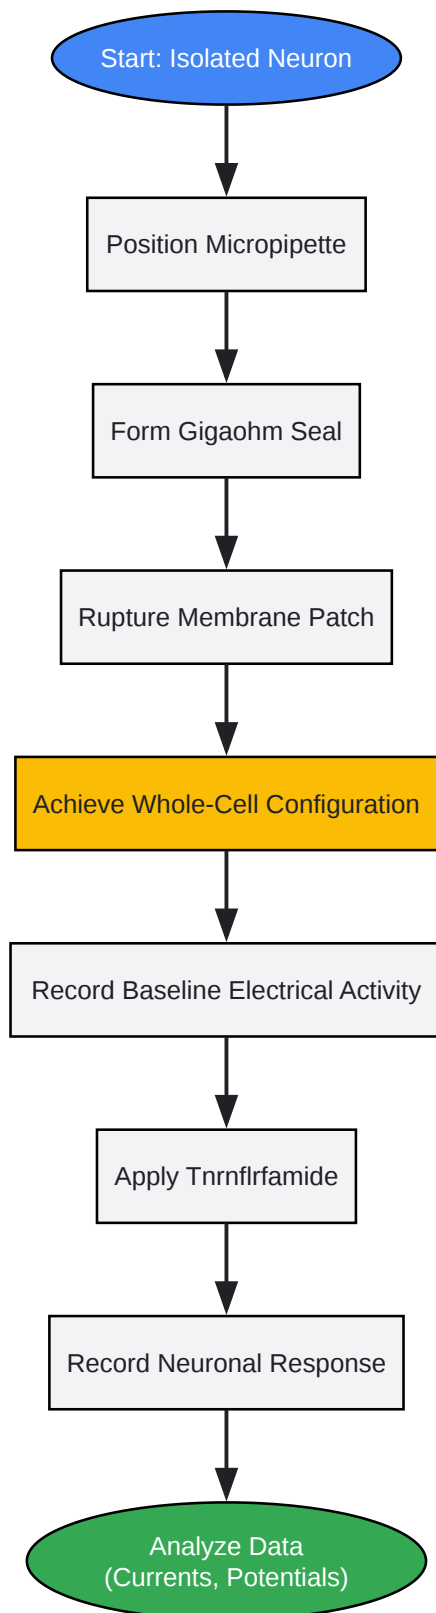 Start: Isolated Neuron
Position Micropipette
Form Gigaohm Seal
Rupture Membrane Patch
Achieve Whole-Cell Configuration
Record Baseline Electrical Activity
Apply Tnrnflrfamide
Record Neuronal Response
Analyze Data
(Currents, Potentials)